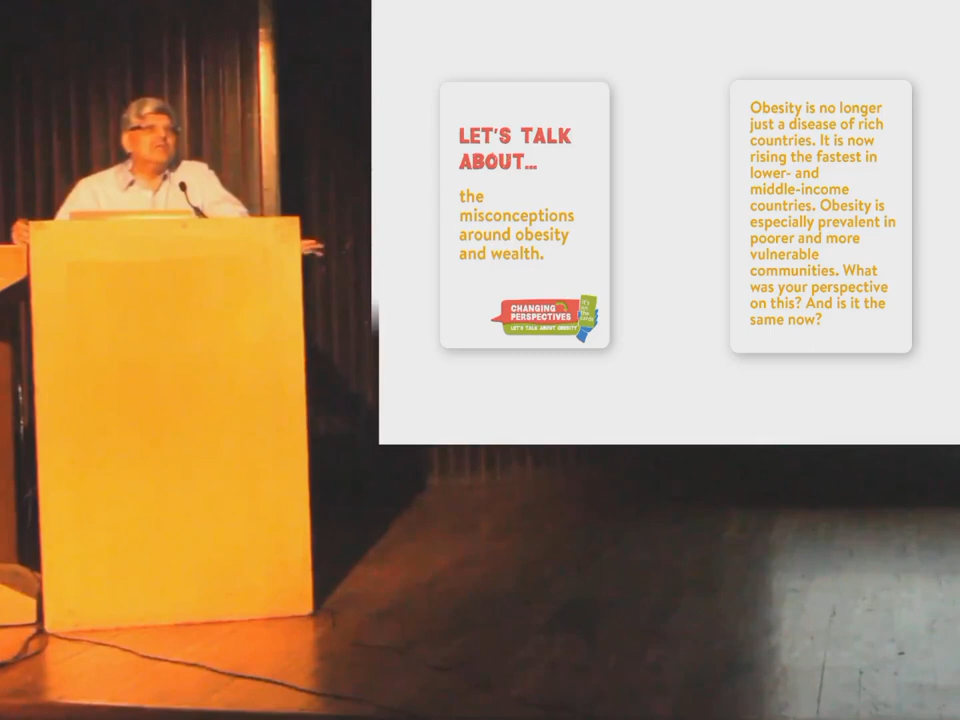 LET'S TALK
ABOUT...
the
misconceptions
around obesity
and wealth.
CHANGING
PERSPECTIVES
LET'S TALK ABOUT OBESITY
Obesity is no longer
just a disease of rich
countries. It is now
rising the fastest in
lower- and
middle-income
countries. Obesity is
especially prevalent in
poorer and more
vulnerable
communities. What
was your perspective
on this? And is it the
same now?